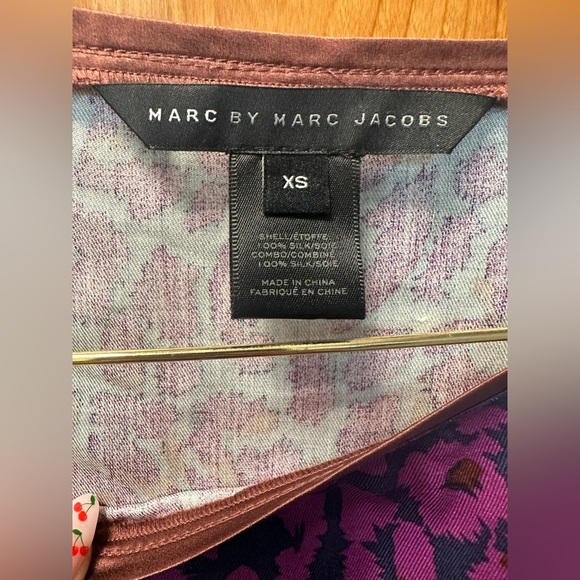 MARC BY MARC JACOBS
XS
SHELL/ÉTOFFE
100% SILK/SOIE
COMBO/COMBINE
100% SILK/SOIE
MADE IN CHINA
FABRIQUÉ EN CHINE